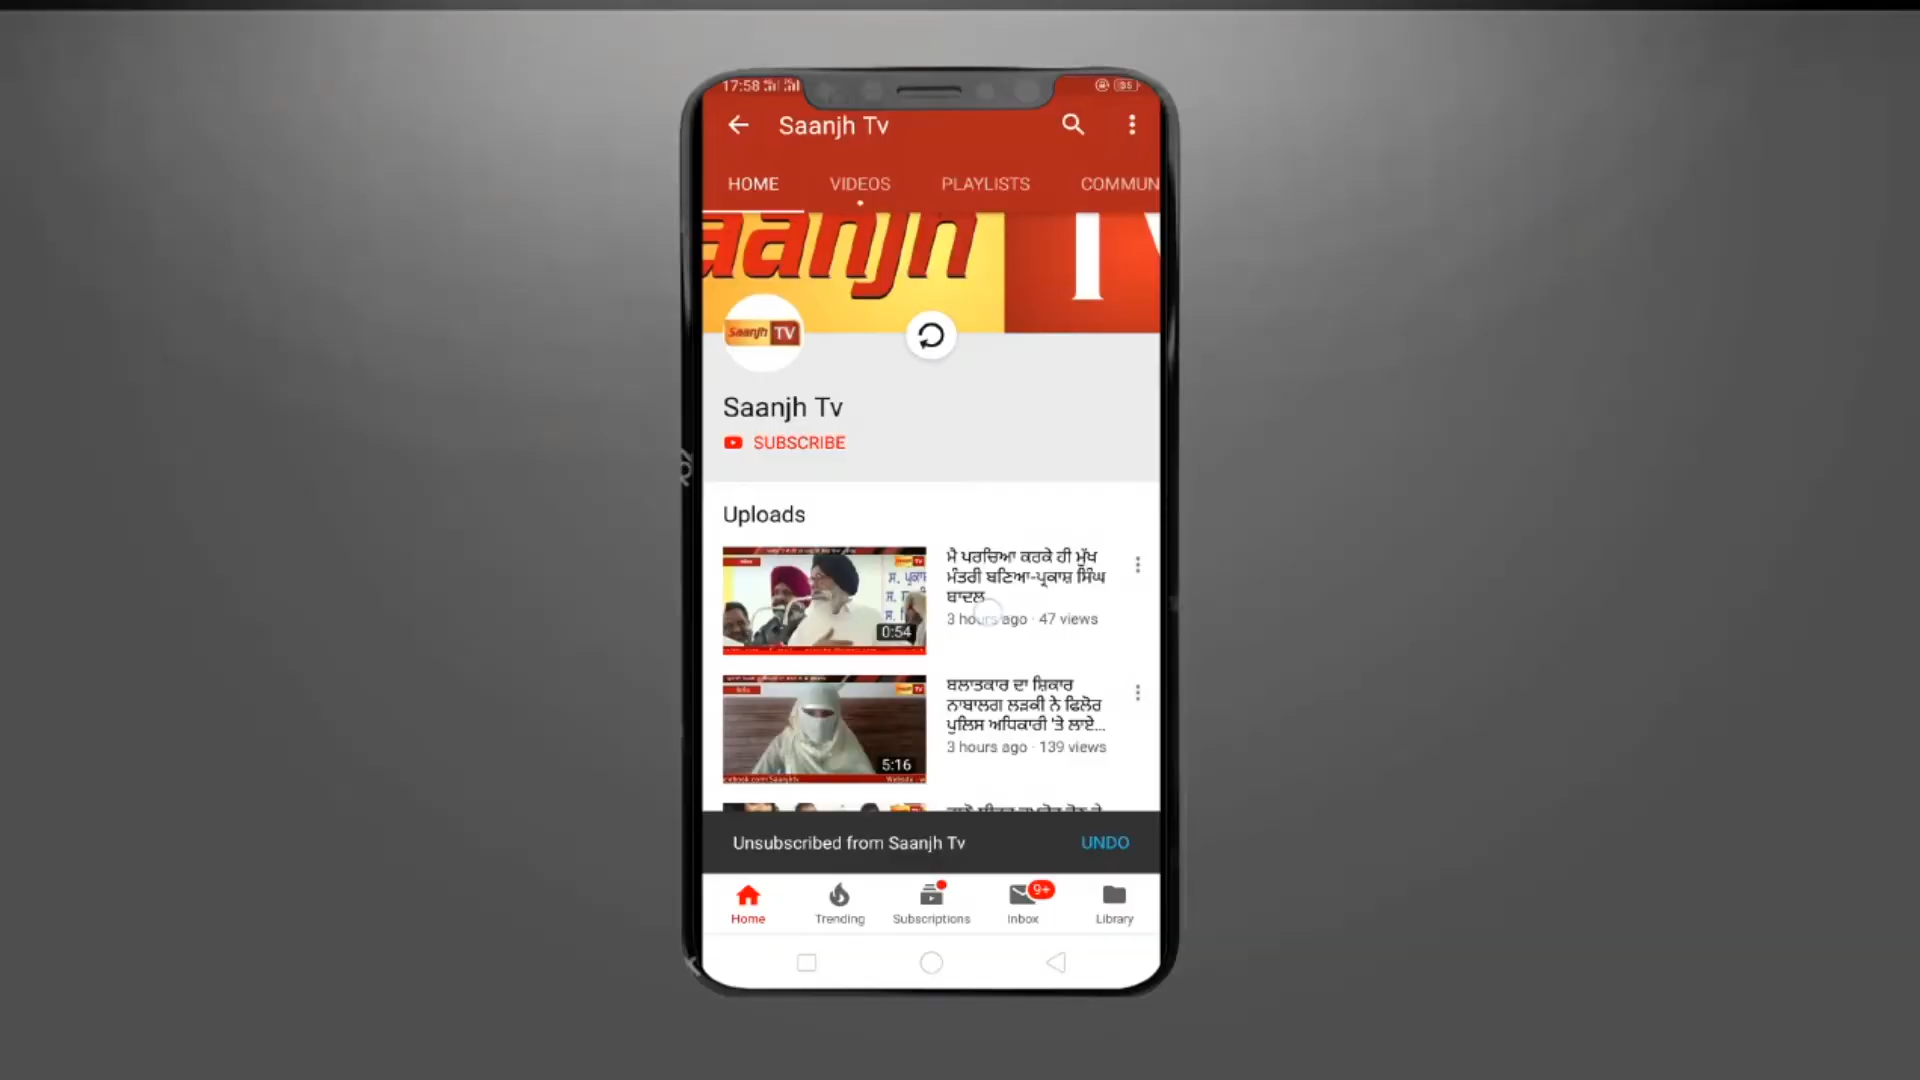 17:58
Saanjh Tv
HOME VIDEOS PLAYLISTS COMMUN
aanjh T
Saanjh TV
Saanjh Tv
SUBSCRIBE
Uploads
ਮੈ ਪਰਚਿਆ ਕਰਕੇ ਹੀ ਮੁੱਖ
ਮੰਤਰੀ ਬਣਿਆ-ਪ੍ਰਕਾਸ਼ ਸਿੰਘ
ਬਾਦਲ
3 hours ago · 47 views
ਸ. ਪ੍ਰਕਾਸ਼
0:54
ਬਲਾਤਕਾਰ ਦਾ ਸ਼ਿਕਾਰ
ਨਾਬਾਲਗ ਲੜਕੀ ਨੇ ਫਿਲੋਰ
ਪੁਲਿਸ ਅਧਿਕਾਰੀ 'ਤੇ ਲਾਏ...
3 hours ago · 139 views
5:16
Unsubscribed from Saanjh Tv UNDO
9+
Home Trending Subscriptions Inbox Library